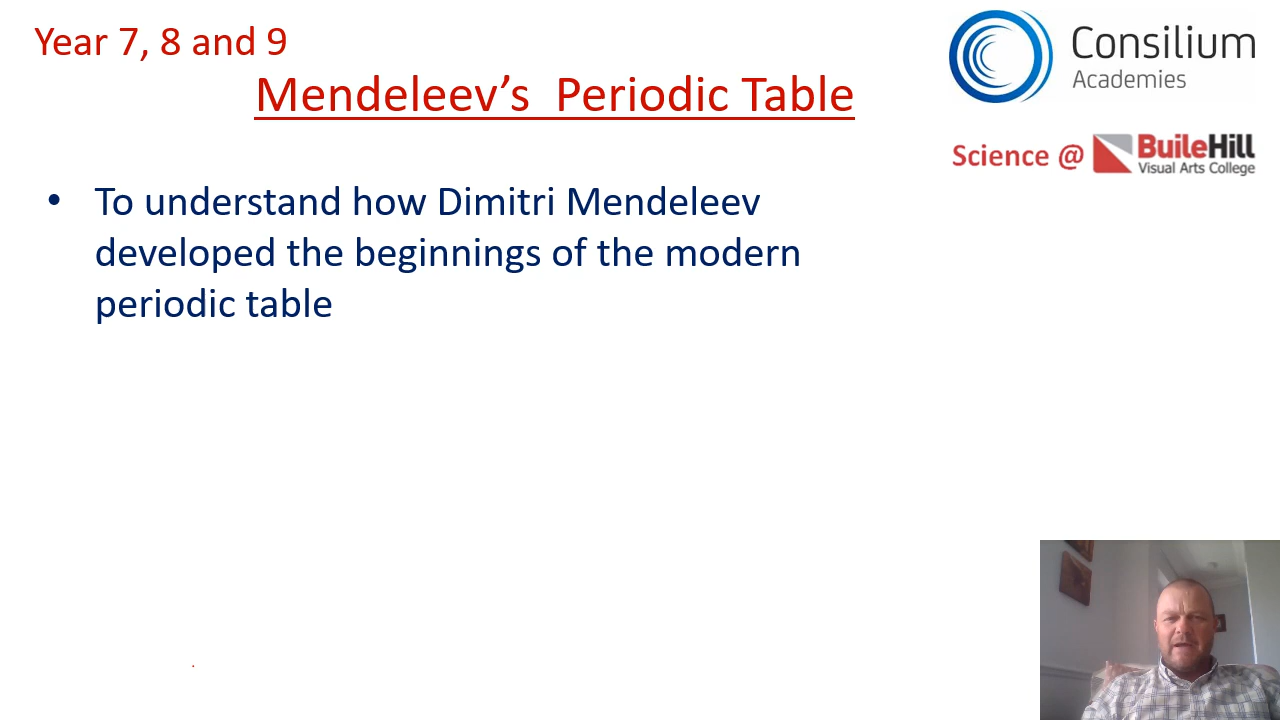 Year 7, 8 and 9
Mendeleev’s Periodic Table
Consilium
Academies
Science @ BuileHill
Visual Arts College
• To understand how Dimitri Mendeleev
developed the beginnings of the modern
periodic table